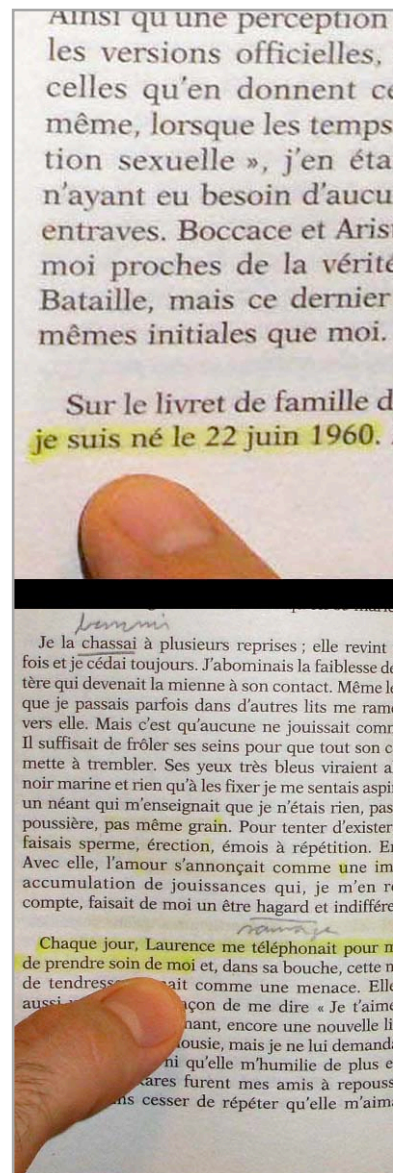 Ainsi qu'une perception
les versions officielles,
celles qu'en donnent ce
même, lorsque les temps
tion sexuelle », j'en éta
n'ayant eu besoin d'aucu
entraves. Boccace et Aris
moi proches de la vérité
Bataille, mais ce dernier
mêmes initiales que moi.
Sur le livret de famille d
je suis né le 22 juin 1960.
Je la chassai à plusieurs reprises ; elle revint
fois et je cédai toujours. J'abominais la faiblesse de
tère qui devenait la mienne à son contact. Même le
que je passais parfois dans d'autres lits me rame
vers elle. Mais c'est qu'aucune ne jouissait comm
Il suffisait de frôler ses seins pour que tout son c
mette à trembler. Ses yeux très bleus viraient a
noir marine et rien qu'à les fixer je me sentais aspi
un néant qui m'enseignait que je n'étais rien, pas
poussière, pas même grain. Pour tenter d'exister
faisais sperme, érection, émois à répétition. E
Avec elle, l'amour s'annonçait comme une im
accumulation de jouissances qui, je m'en r
compte, faisait de moi un être hagard et indiffére
sauvage
Chaque jour, Laurence me téléphonait pour m
de prendre soin de moi et, dans sa bouche, cette m
de tendress ait comme une menace. Elle
aussi açon de me dire « Je t'aime
nant, encore une nouvelle li
ousie, mais je ne lui demanda
ni qu'elle m'humilie de plus e
ares furent mes amis à repouss
ns cesser de répéter qu'elle m'aima